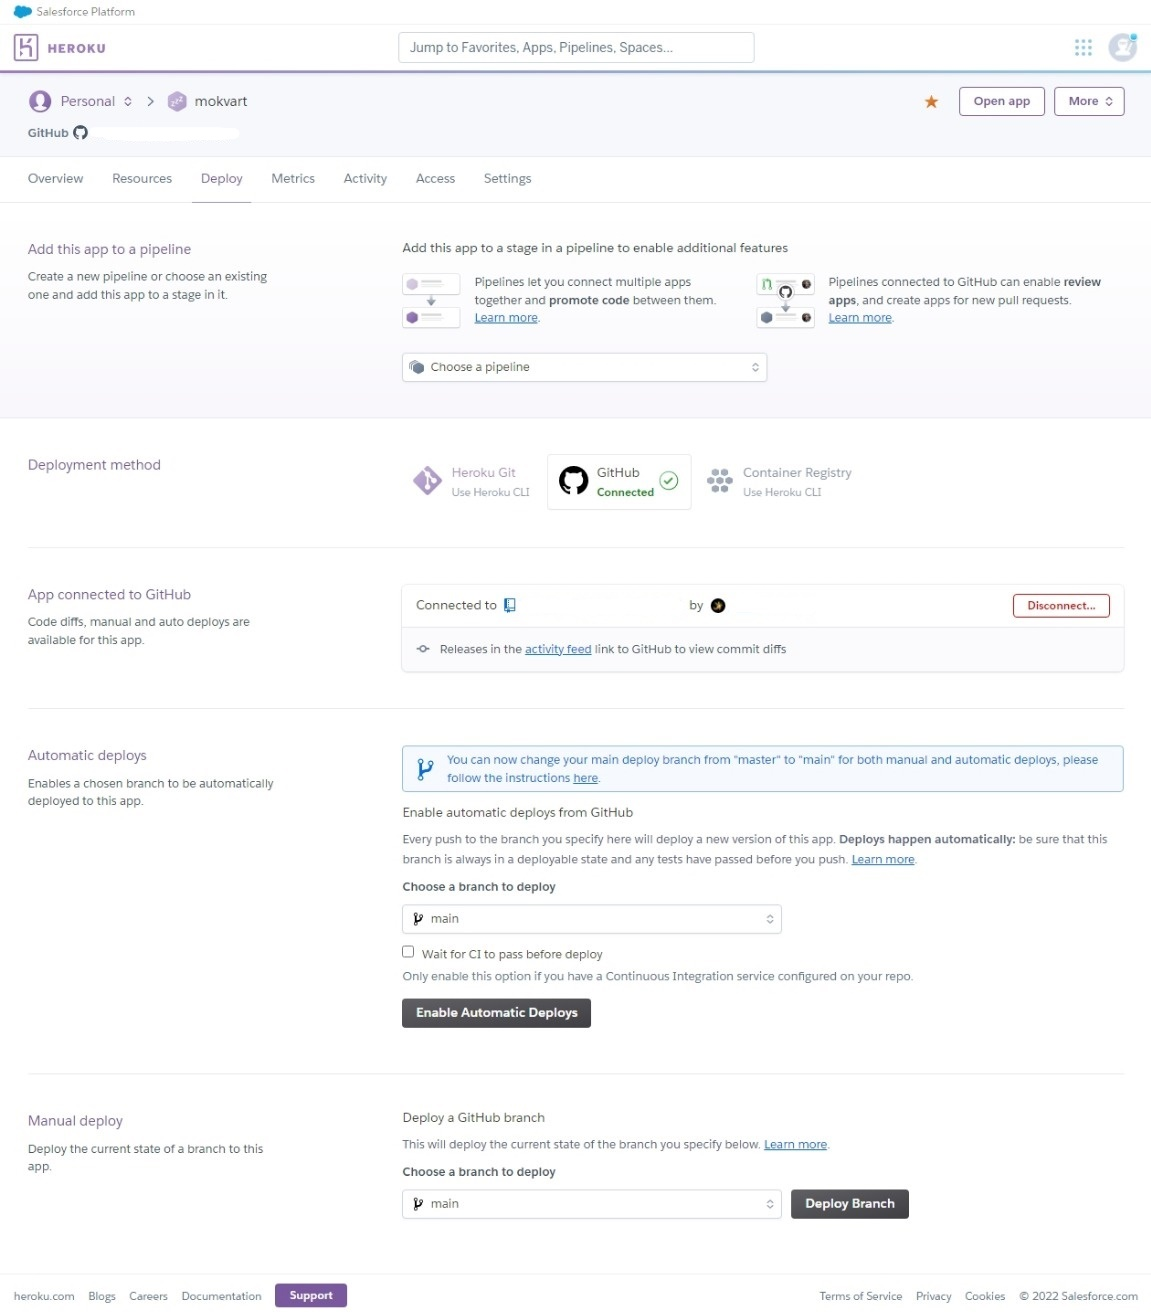 Salesforce Platform
HEROKU
Jump to Favorites, Apps, Pipelines, Spaces...
Personal
mokvart
Open app
More
GitHub
Overview
Resources
Deploy
Metrics
Activity
Access
Settings
Add this app to a pipeline
Create a new pipeline or choose an existing
one and add this app to a stage in it.
Add this app to a stage in a pipeline to enable additional features
Pipelines let you connect multiple apps
together and promote code between them.
Learn more.
Pipelines connected to GitHub can enable review
apps, and create apps for new pull requests.
Learn more.
Choose a pipeline
Deployment method
Heroku Git
Use Heroku CLI
GitHub
Connected
Container Registry
Use Heroku CLI
App connected to GitHub
Code diffs, manual and auto deploys are
available for this app.
Connected to
by
Disconnect...
Releases in the activity feed link to GitHub to view commit diffs
Automatic deploys
Enables a chosen branch to be automatically
deployed to this app.
You can now change your main deploy branch from "master" to "main" for both manual and automatic deploys, please
follow the instructions here.
Enable automatic deploys from GitHub
Every push to the branch you specify here will deploy a new version of this app. Deploys happen automatically: be sure that this
branch is always in a deployable state and any tests have passed before you push. Learn more.
Choose a branch to deploy
main
Wait for CI to pass before deploy
Only enable this option if you have a Continuous Integration service configured on your repo.
Enable Automatic Deploys
Manual deploy
Deploy the current state of a branch to this
app.
Deploy a GitHub branch
This will deploy the current state of the branch you specify below. Learn more.
Choose a branch to deploy
main
Deploy Branch
heroku.com
Blogs
Careers
Documentation
Support
Terms of Service
Privacy
Cookies
© 2022 Salesforce.com